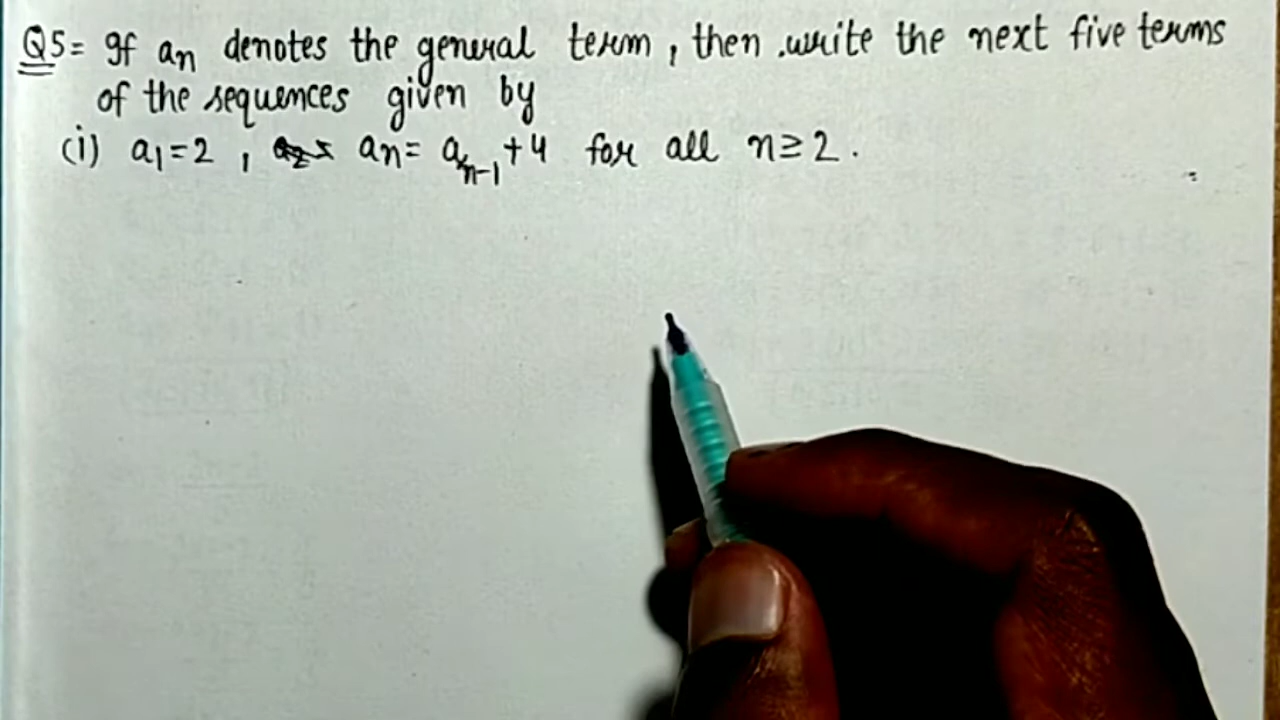 Q5= If an denotes the general term, then write the next five terms
of the sequences given by
(i) a1=2, an= an-1+4 for all n≥2.